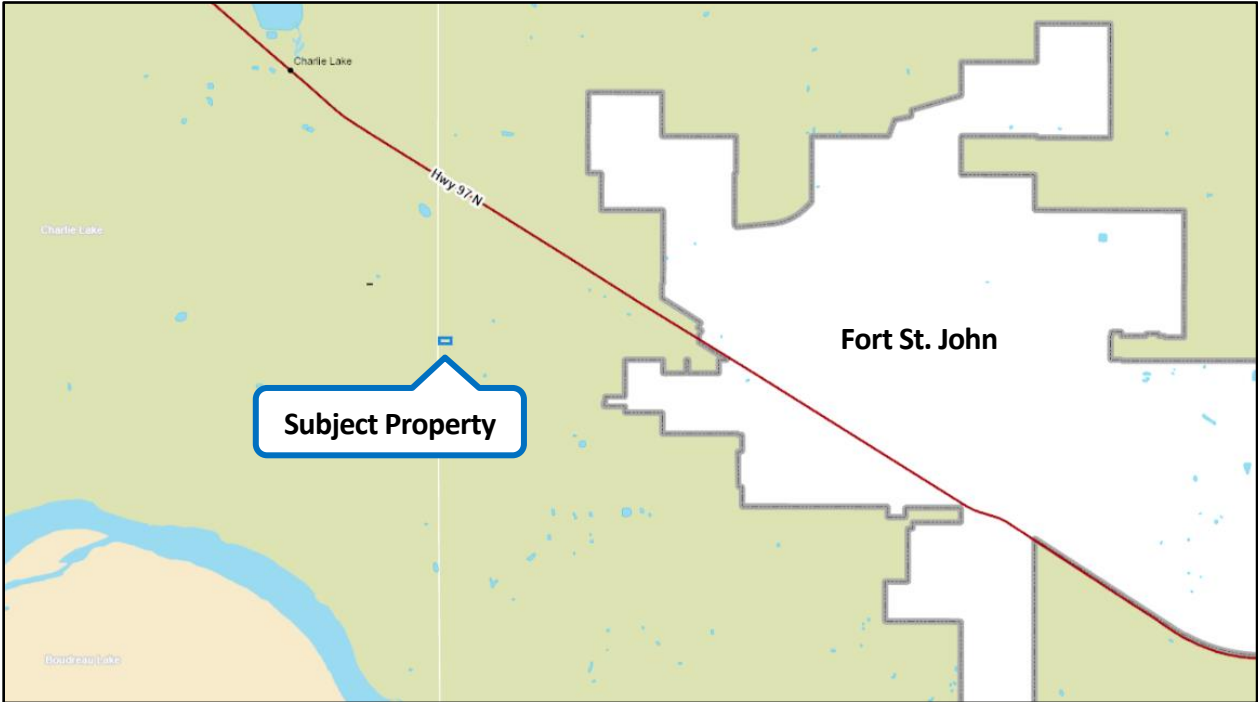 Charlie Lake
Hwy 97 N
Charlie Lake
Fort St. John
Subject Property
Boudreau Lake